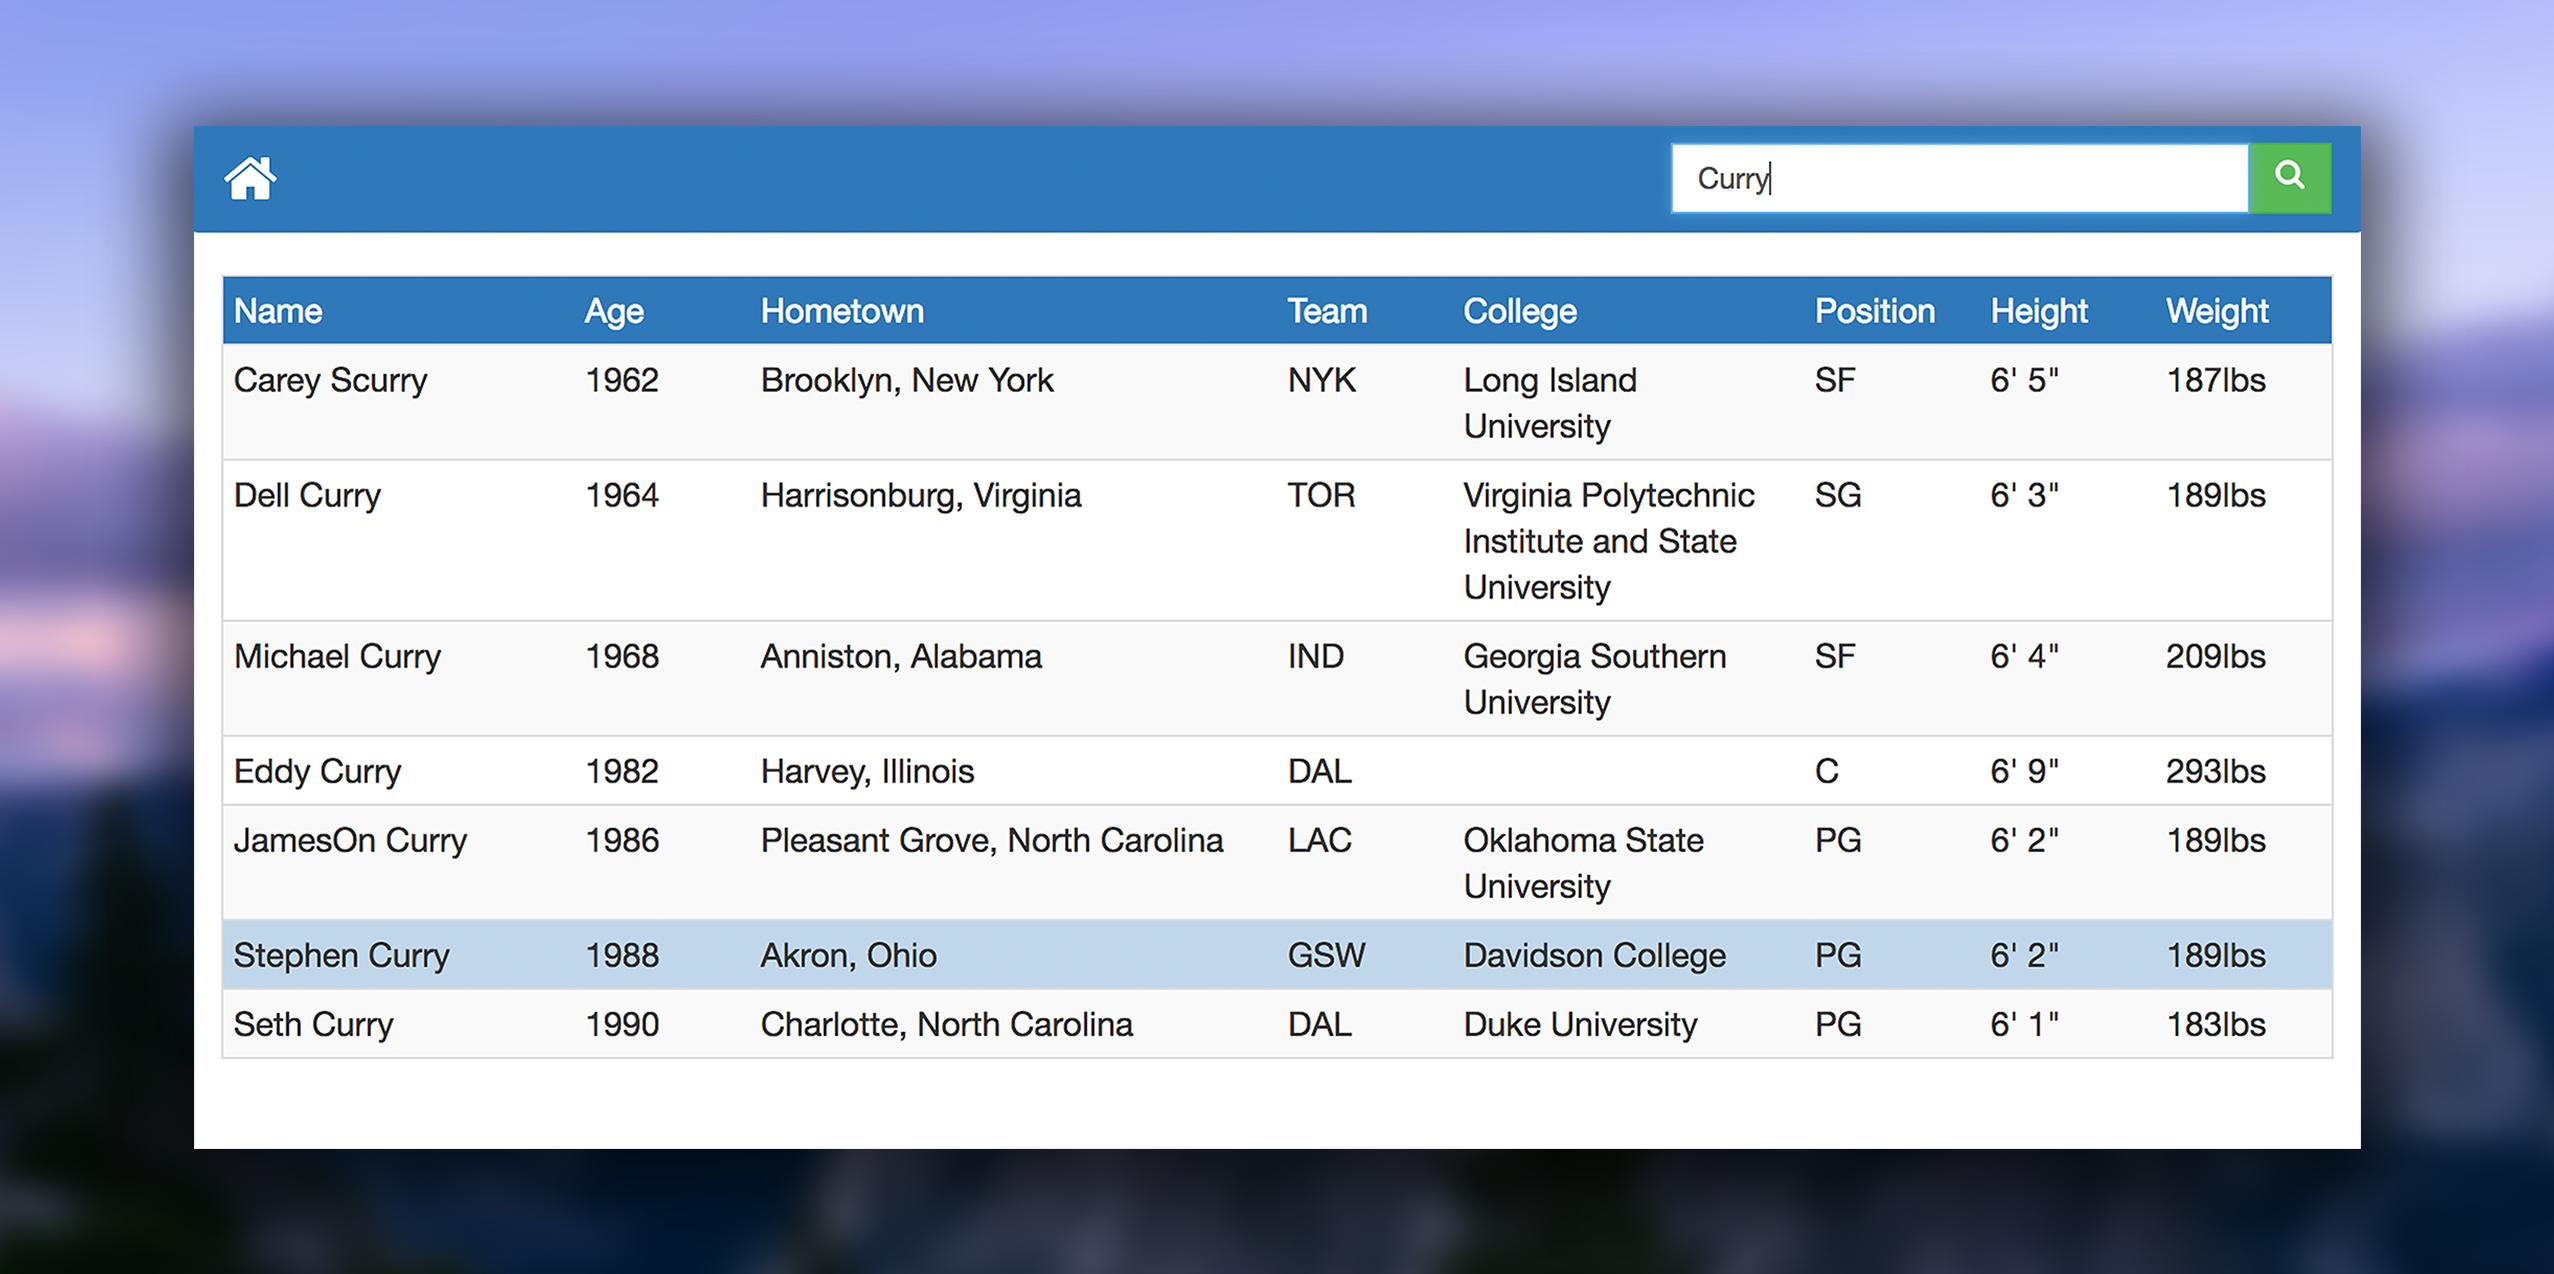 Curry
Name Age Hometown Team College Position Height Weight
Carey Scurry 1962 Brooklyn, New York NYK Long Island SF 6' 5" 187lbs
University
Dell Curry 1964 Harrisonburg, Virginia TOR Virginia Polytechnic SG 6' 3" 189lbs
Institute and State
University
Michael Curry 1968 Anniston, Alabama IND Georgia Southern SF 6' 4" 209lbs
University
Eddy Curry 1982 Harvey, Illinois DAL C 6' 9" 293lbs
JamesOn Curry 1986 Pleasant Grove, North Carolina LAC Oklahoma State PG 6' 2" 189lbs
University
Stephen Curry 1988 Akron, Ohio GSW Davidson College PG 6' 2" 189lbs
Seth Curry 1990 Charlotte, North Carolina DAL Duke University PG 6' 1" 183lbs